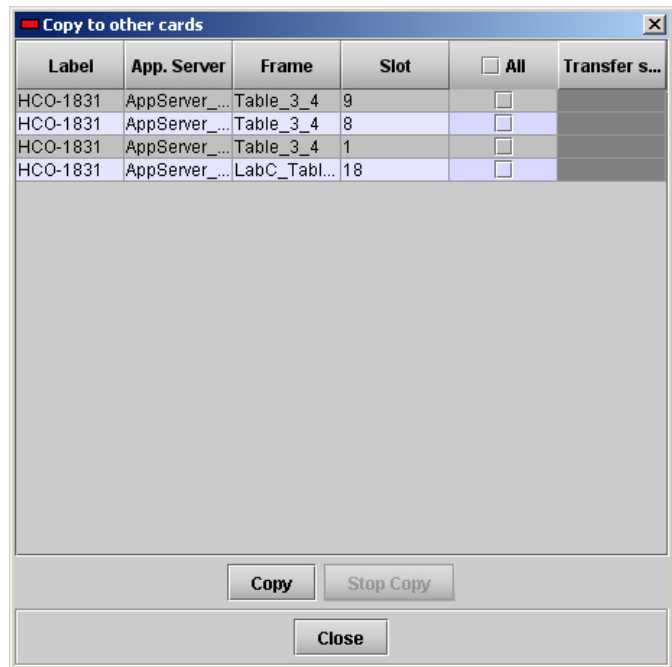 Copy to other cards
Label App. Server Frame Slot All Transfer s...
HCO-1831 AppServer_... Table_3_4 9
HCO-1831 AppServer_... Table_3_4 8
HCO-1831 AppServer_... Table_3_4 1
HCO-1831 AppServer_... LabC_Tabl... 18
Copy Stop Copy
Close